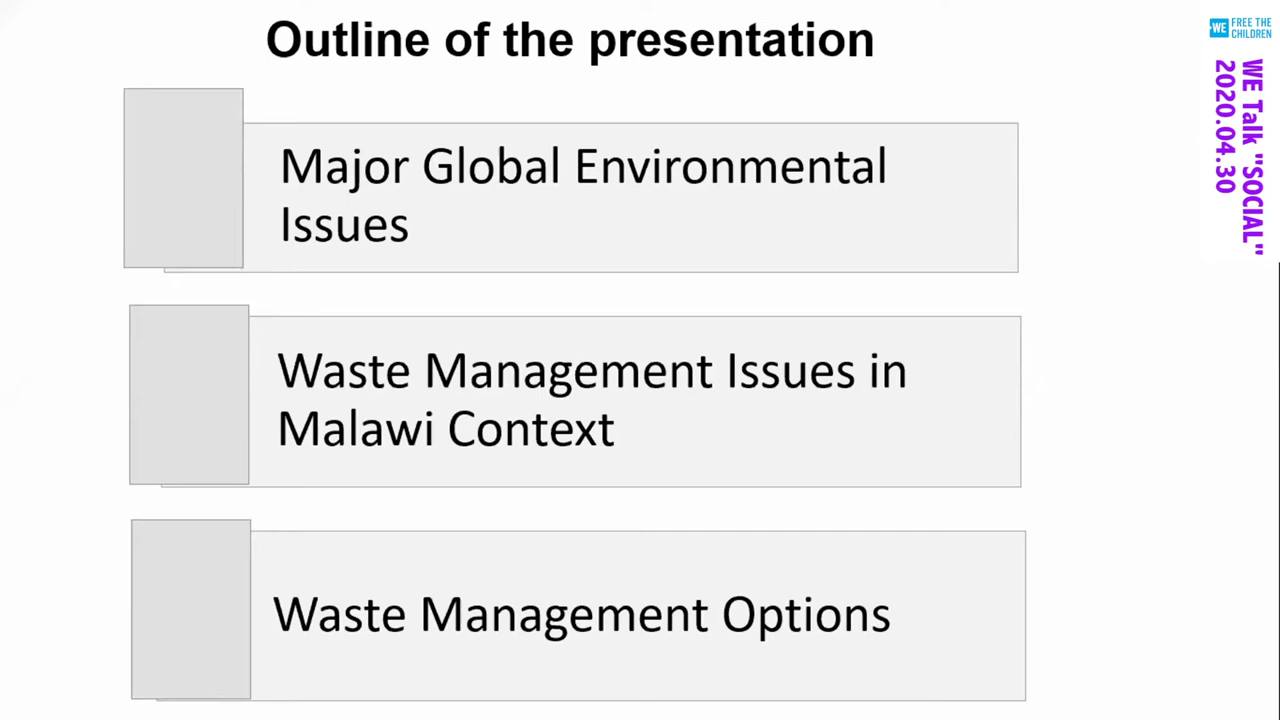 Outline of the presentation
Major Global Environmental
Issues
Waste Management Issues in
Malawi Context
Waste Management Options
WE FREE THE
CHILDREN
WE Talk "SOCIAL"
2020.04.30